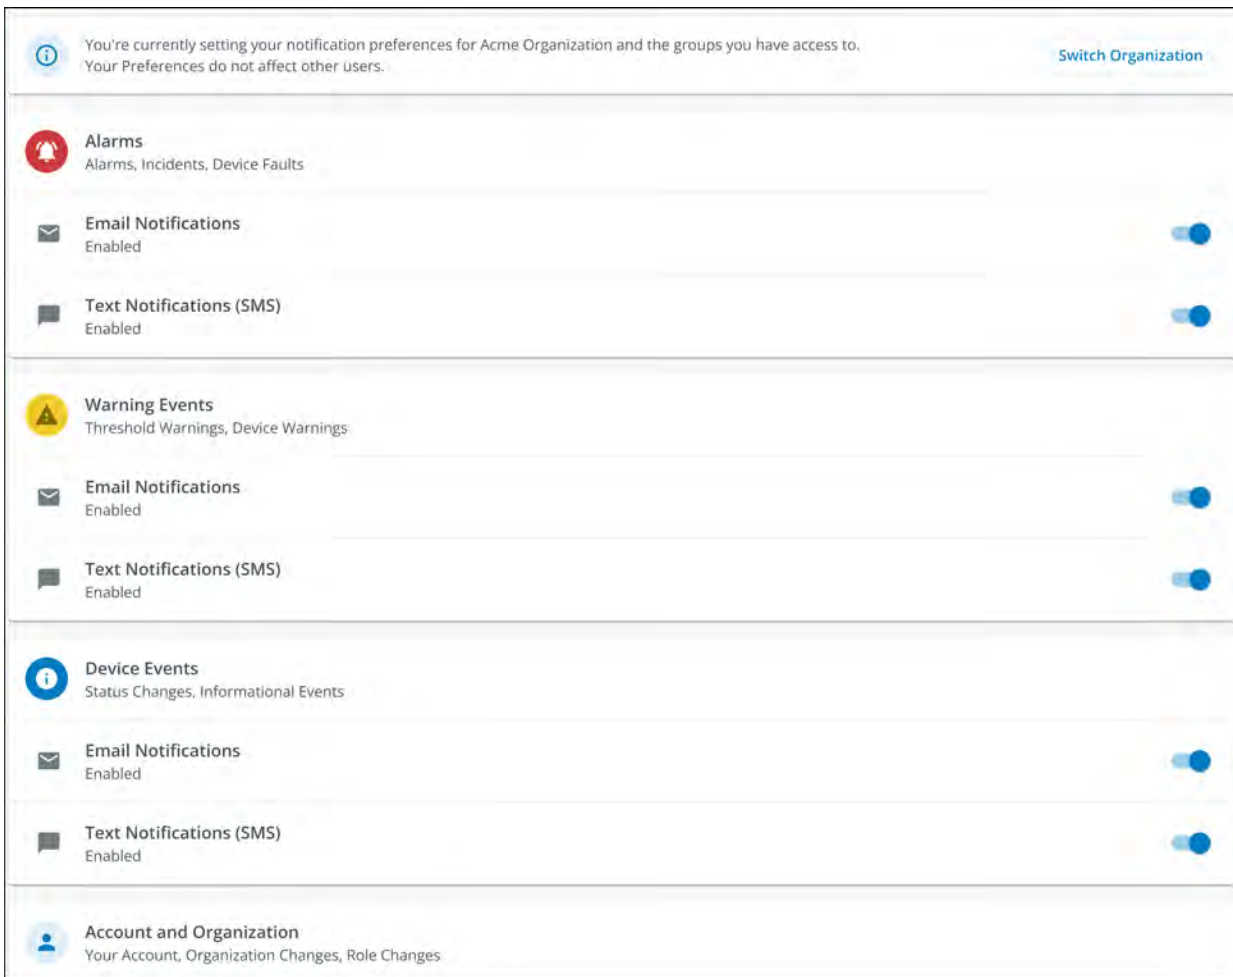 You're currently setting your notification preferences for Acme Organization and the groups you have access to.
Your Preferences do not affect other users.
Switch Organization
Alarms
Alarms, Incidents, Device Faults
Email Notifications
Enabled
Text Notifications (SMS)
Enabled
Warning Events
Threshold Warnings, Device Warnings
Email Notifications
Enabled
Text Notifications (SMS)
Enabled
Device Events
Status Changes, Informational Events
Email Notifications
Enabled
Text Notifications (SMS)
Enabled
Account and Organization
Your Account, Organization Changes, Role Changes